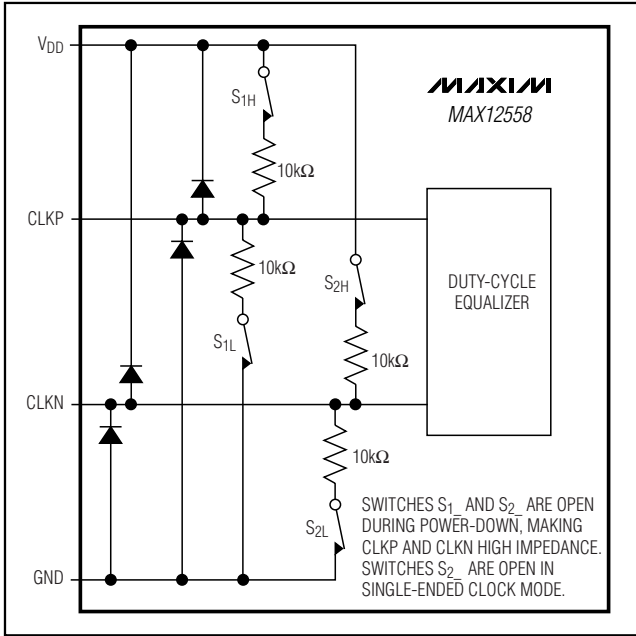 VDD
S1H
MAXIM
MAX12558
10kΩ
CLKP
10kΩ
S2H
DUTY-CYCLE
EQUALIZER
S1L
10kΩ
CLKN
10kΩ
SWITCHES S1_ AND S2_ ARE OPEN
DURING POWER-DOWN, MAKING
CLKP AND CLKN HIGH IMPEDANCE.
SWITCHES S2_ ARE OPEN IN
SINGLE-ENDED CLOCK MODE.
S2L
GND